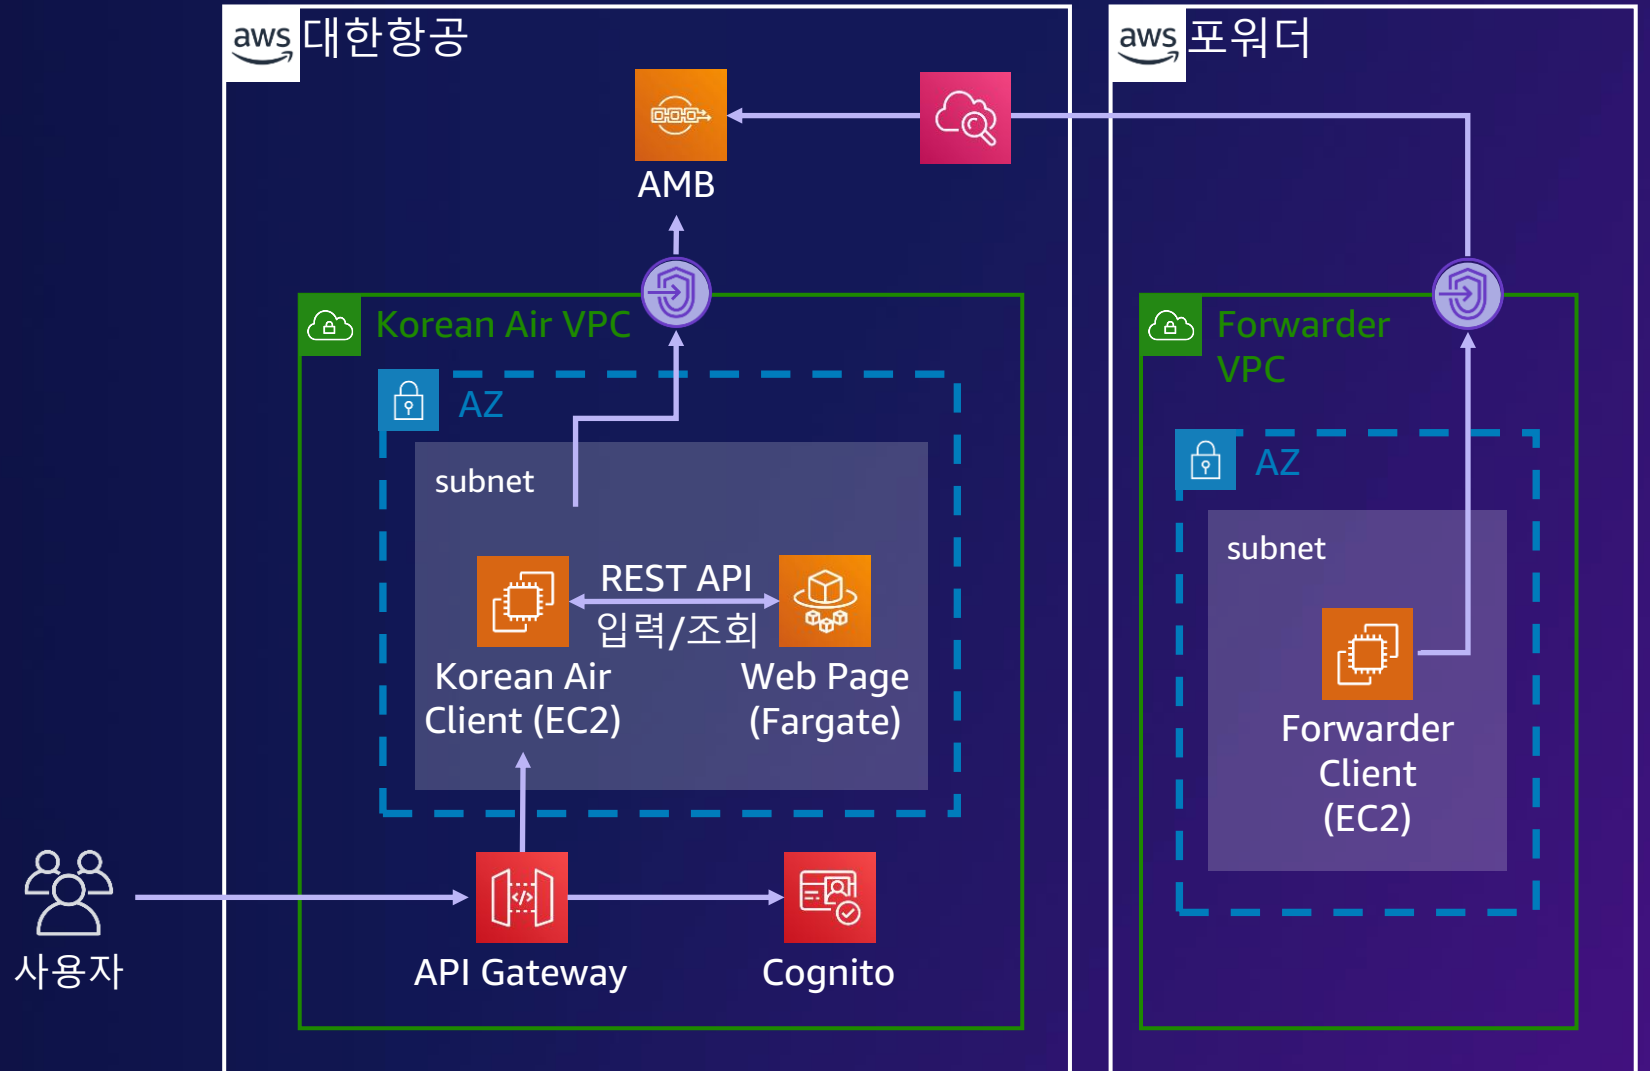 aws 대한항공
aws 포워더
AMB
Korean Air VPC
Forwarder
VPC
AZ
AZ
subnet
subnet
REST API
입력/조회
Korean Air
Client (EC2)
Web Page
(Fargate)
Forwarder
Client
(EC2)
사용자
API Gateway
Cognito